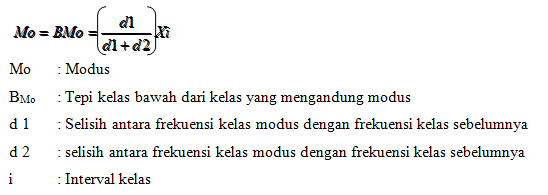 Mo = BMo = (d1 / d1 + d2) Xi
Mo : Modus
BMo : Tepi kelas bawah dari kelas yang mengandung modus
d 1 : Selisih antara frekuensi kelas modus dengan frekuensi kelas sebelumnya
d 2 : selisih antara frekuensi kelas modus dengan frekuensi kelas sebelumnya
i : Interval kelas